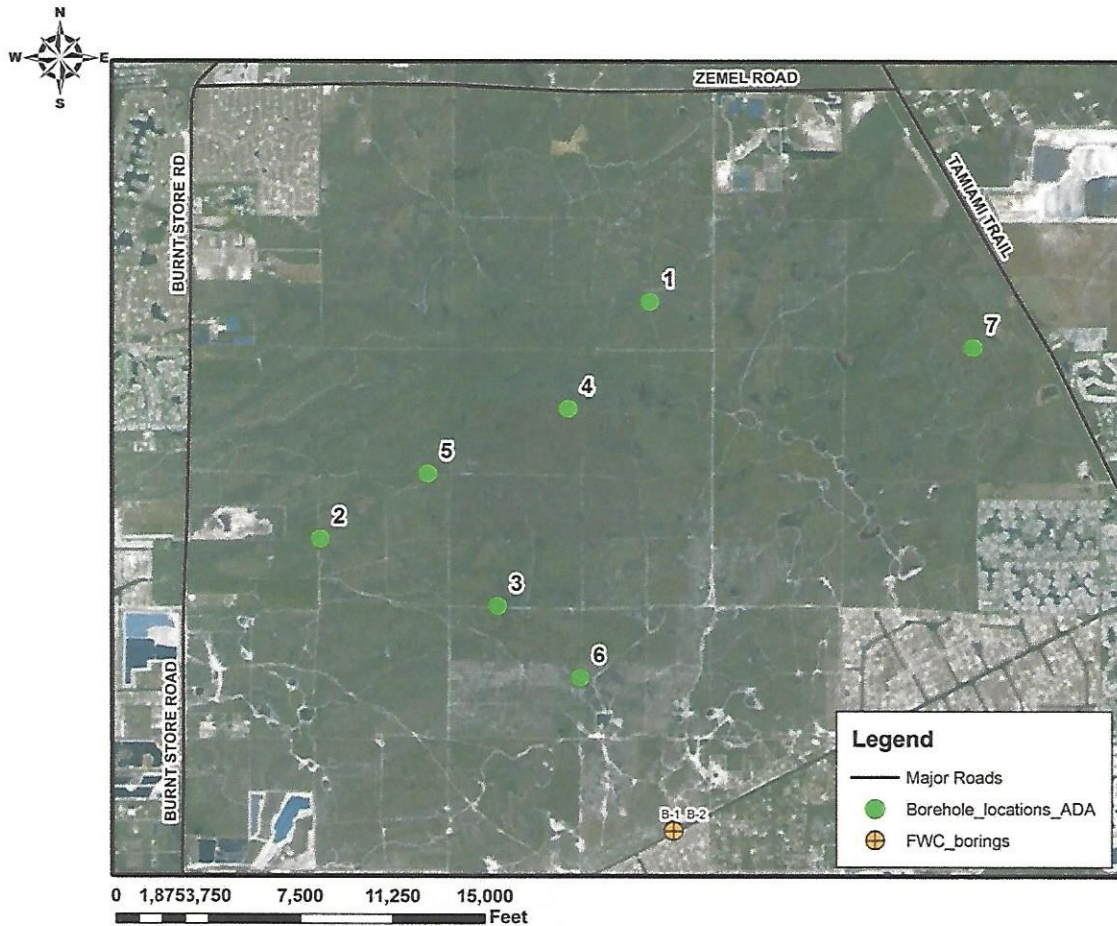 N
W E
S
ZEMEL ROAD
BURNT STORE RD
TAMIAMI TRAIL
1
7
4
5
2
3
6
BURNT STORE ROAD
B-1 B-2
Legend
Major Roads
Borehole_locations_ADA
FWC_borings
0 1,8753,750 7,500 11,250 15,000
Feet